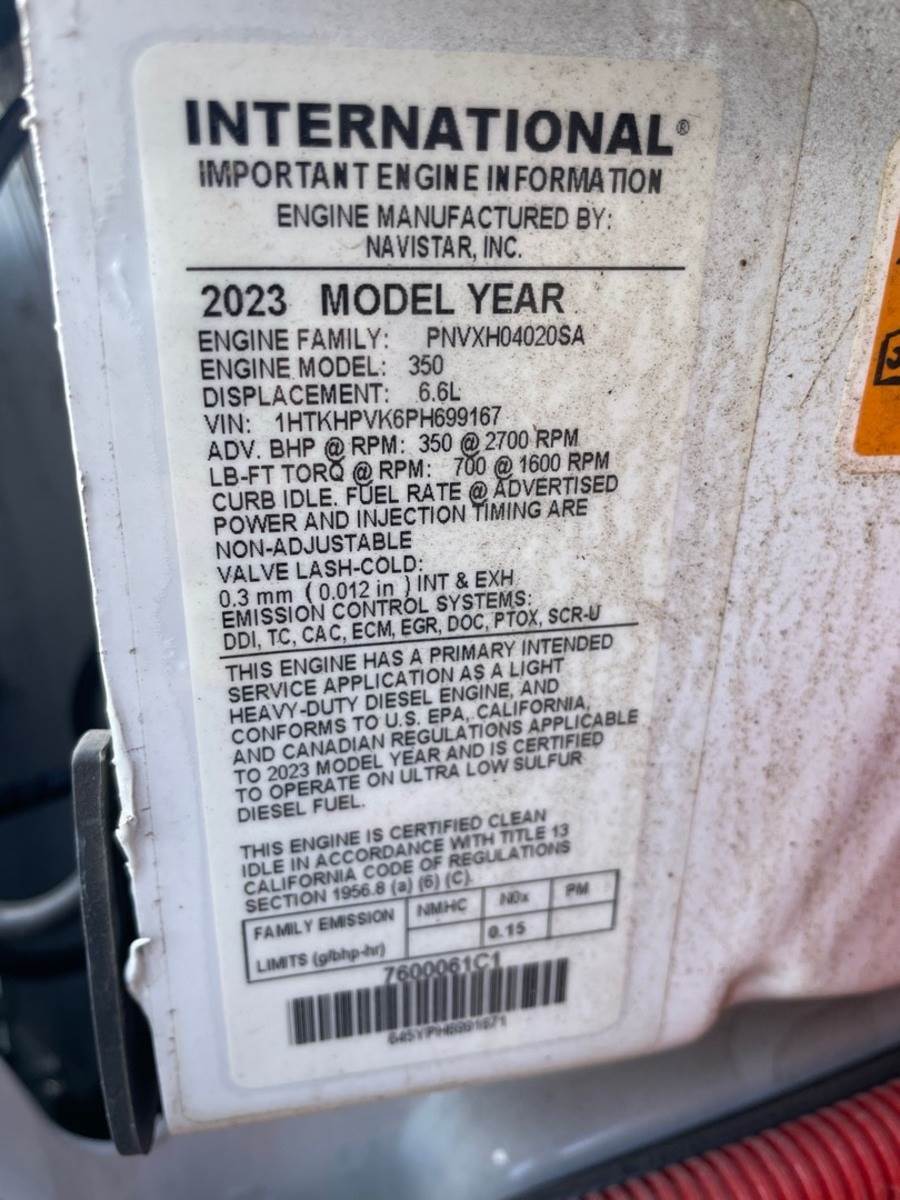 INTERNATIONAL®
IMPORTANT ENGINE INFORMATION
ENGINE MANUFACTURED BY:
NAVISTAR, INC.
2023 MODEL YEAR
ENGINE FAMILY: PNVXH04020SA
ENGINE MODEL: 350
DISPLACEMENT: 6.6L
VIN: 1HTKHPVK6PH699167
ADV. BHP @ RPM: 350 @ 2700 RPM
LB-FT TORQ @ RPM: 700 @ 1600 RPM
CURB IDLE. FUEL RATE @ ADVERTISED
POWER AND INJECTION TIMING ARE
NON-ADJUSTABLE
VALVE LASH-COLD:
0.3 mm ( 0.012 in ) INT & EXH
EMISSION CONTROL SYSTEMS:
DDI, TC, CAC, ECM, EGR, DOC, PTOX, SCR-U
THIS ENGINE HAS A PRIMARY INTENDED
SERVICE APPLICATION AS A LIGHT
HEAVY-DUTY DIESEL ENGINE, AND
CONFORMS TO U.S. EPA, CALIFORNIA,
AND CANADIAN REGULATIONS APPLICABLE
TO 2023 MODEL YEAR AND IS CERTIFIED
TO OPERATE ON ULTRA LOW SULFUR
DIESEL FUEL.
THIS ENGINE IS CERTIFIED CLEAN
IDLE IN ACCORDANCE WITH TITLE 13
CALIFORNIA CODE OF REGULATIONS
SECTION 1956.8 (a) (6) (C).
FAMILY EMISSION NMHC NOx PM
LIMITS (g/bhp-hr) 0.15
7600061C1